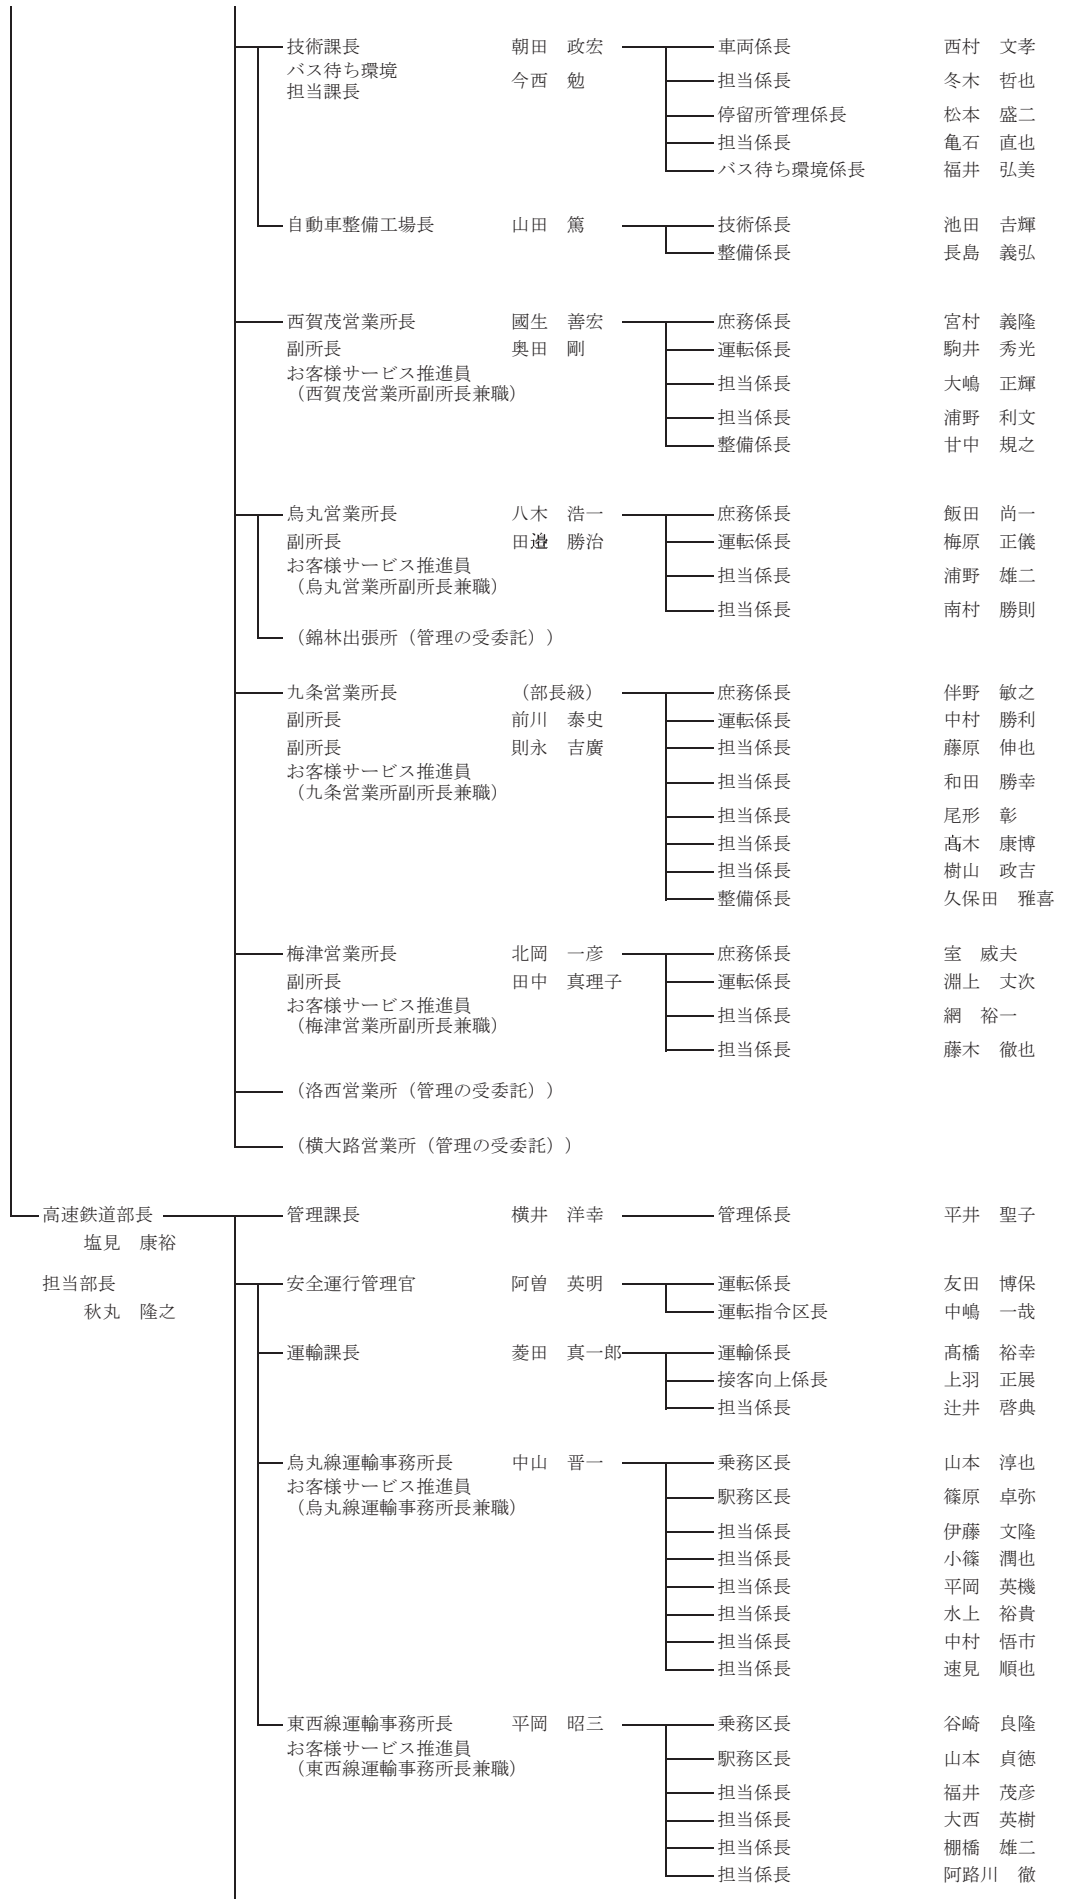 技術課長　朝田　政宏　車両係長　西村　文孝
バス待ち環境
担当課長　今西　勉　担当係長　冬木　哲也
停留所管理係長　松本　盛二
担当係長　亀石　直也
バス待ち環境係長　福井　弘美
自動車整備工場長　山田　篤　技術係長　池田　𠮷輝
整備係長　長島　義弘
西賀茂営業所長　國生　善宏　庶務係長　宮村　義隆
副所長　奥田　剛　運転係長　駒井　秀光
お客様サービス推進員
（西賀茂営業所副所長兼職）　担当係長　大嶋　正輝
担当係長　浦野　利文
整備係長　甘中　規之
烏丸営業所長　八木　浩一　庶務係長　飯田　尚一
副所長　田邉　勝治　運転係長　梅原　正儀
お客様サービス推進員
（烏丸営業所副所長兼職）　担当係長　浦野　雄二
担当係長　南村　勝則
（錦林出張所（管理の受委託））
九条営業所長　（部長級）　庶務係長　伴野　敏之
副所長　前川　泰史　運転係長　中村　勝利
副所長　則永　吉廣　担当係長　藤原　伸也
お客様サービス推進員
（九条営業所副所長兼職）　担当係長　和田　勝幸
担当係長　尾形　彰
担当係長　髙木　康博
担当係長　樹山　政吉
整備係長　久保田　雅喜
梅津営業所長　北岡　一彦　庶務係長　室　威夫
副所長　田中　真理子　運転係長　淵上　丈次
お客様サービス推進員
（梅津営業所副所長兼職）　担当係長　網　裕一
担当係長　藤木　徹也
（洛西営業所（管理の受委託））
（横大路営業所（管理の受委託））
高速鉄道部長　管理課長　横井　洋幸　管理係長　平井　聖子
塩見　康裕
担当部長　安全運行管理官　阿曽　英明　運転係長　友田　博保
秋丸　隆之　運転指令区長　中嶋　一哉
運輸課長　菱田　真一郎　運輸係長　髙橋　裕幸
接客向上係長　上羽　正展
担当係長　辻井　啓典
烏丸線運輸事務所長　中山　晋一　乗務区長　山本　淳也
お客様サービス推進員
（烏丸線運輸事務所長兼職）　駅務区長　篠原　卓弥
担当係長　伊藤　文隆
担当係長　小篠　潤也
担当係長　平岡　英機
担当係長　水上　裕貴
担当係長　中村　悟市
担当係長　速見　順也
東西線運輸事務所長　平岡　昭三　乗務区長　谷崎　良隆
お客様サービス推進員
（東西線運輸事務所長兼職）　駅務区長　山本　貞徳
担当係長　福井　茂彦
担当係長　大西　英樹
担当係長　棚橋　雄二
担当係長　阿路川　徹